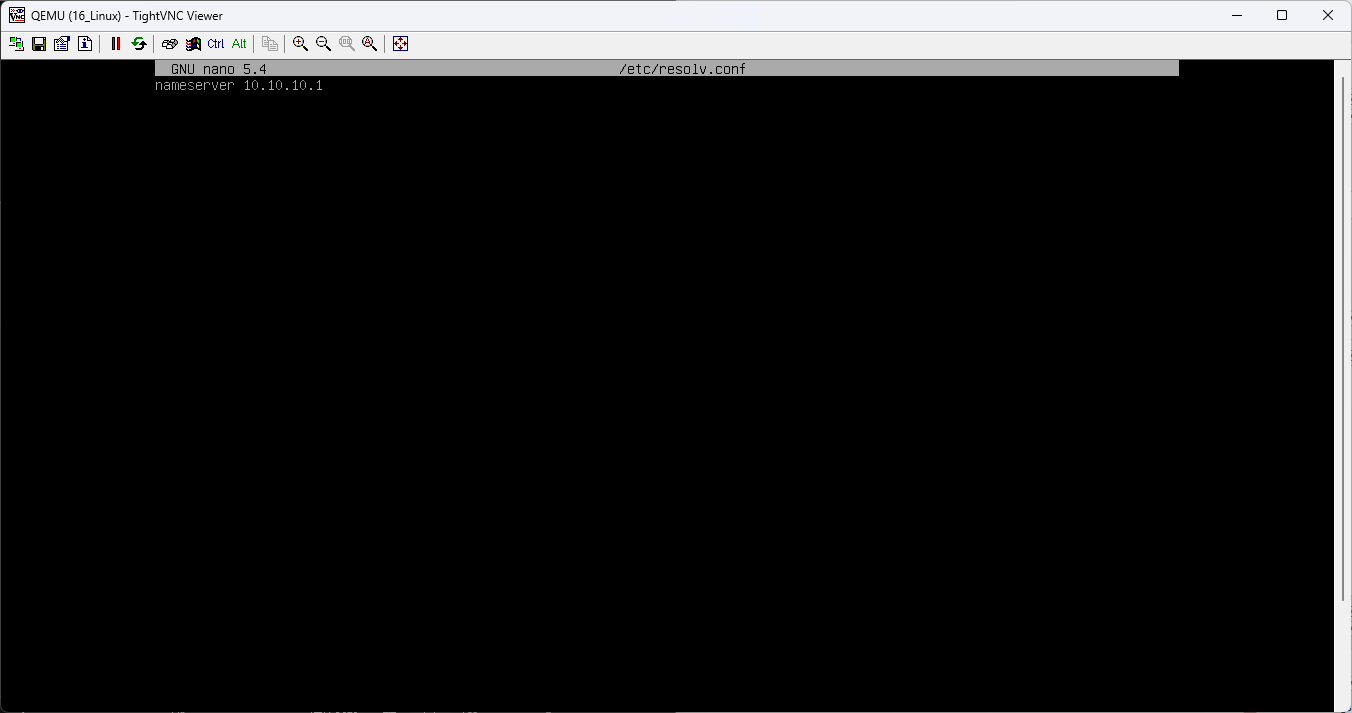 QEMU (16_Linux) - TightVNC Viewer
Ctrl Alt
GNU nano 5.4 /etc/resolv.conf
nameserver 10.10.10.1